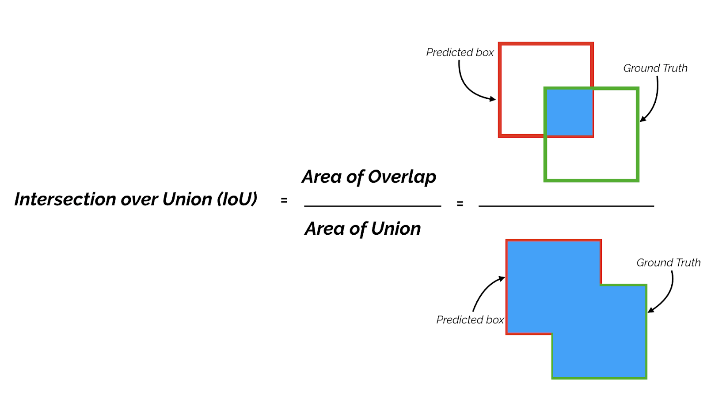 Predicted box
Ground Truth
Intersection over Union (IoU) = Area of Overlap =
Area of Union
Ground Truth
Predicted box